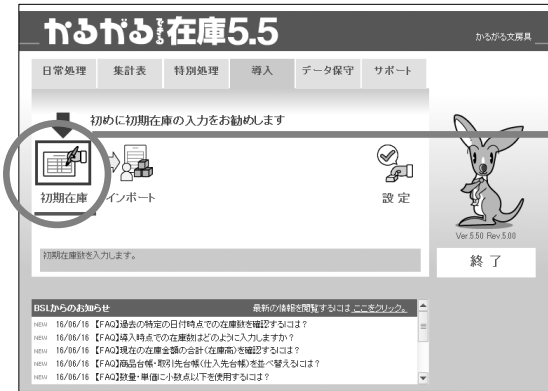 かるがるできる在庫5.5
かるがる文房具
日常処理 集計表 特別処理 導入 データ保守 サポート
初めに初期在庫の入力をお勧めします
初期在庫 インポート 設定
Ver.5.50 Rev.5.00
初期在庫数を入力します。
終了
BSLからのお知らせ 最新の情報を閲覧するにはここをクリック。
NEW 16/06/16 【FAQ】過去の特定の日付時点での在庫数を確認するには？
NEW 16/06/16 【FAQ】導入時点での在庫数はどのように入力しますか？
NEW 16/06/16 【FAQ】現在の在庫金額の合計(在庫高)を確認するには？
NEW 16/06/16 【FAQ】商品台帳・取引先台帳(仕入先台帳)を並べ替えるには？
NEW 16/06/16 【FAQ】数量・単価に小数点以下を使用するには？